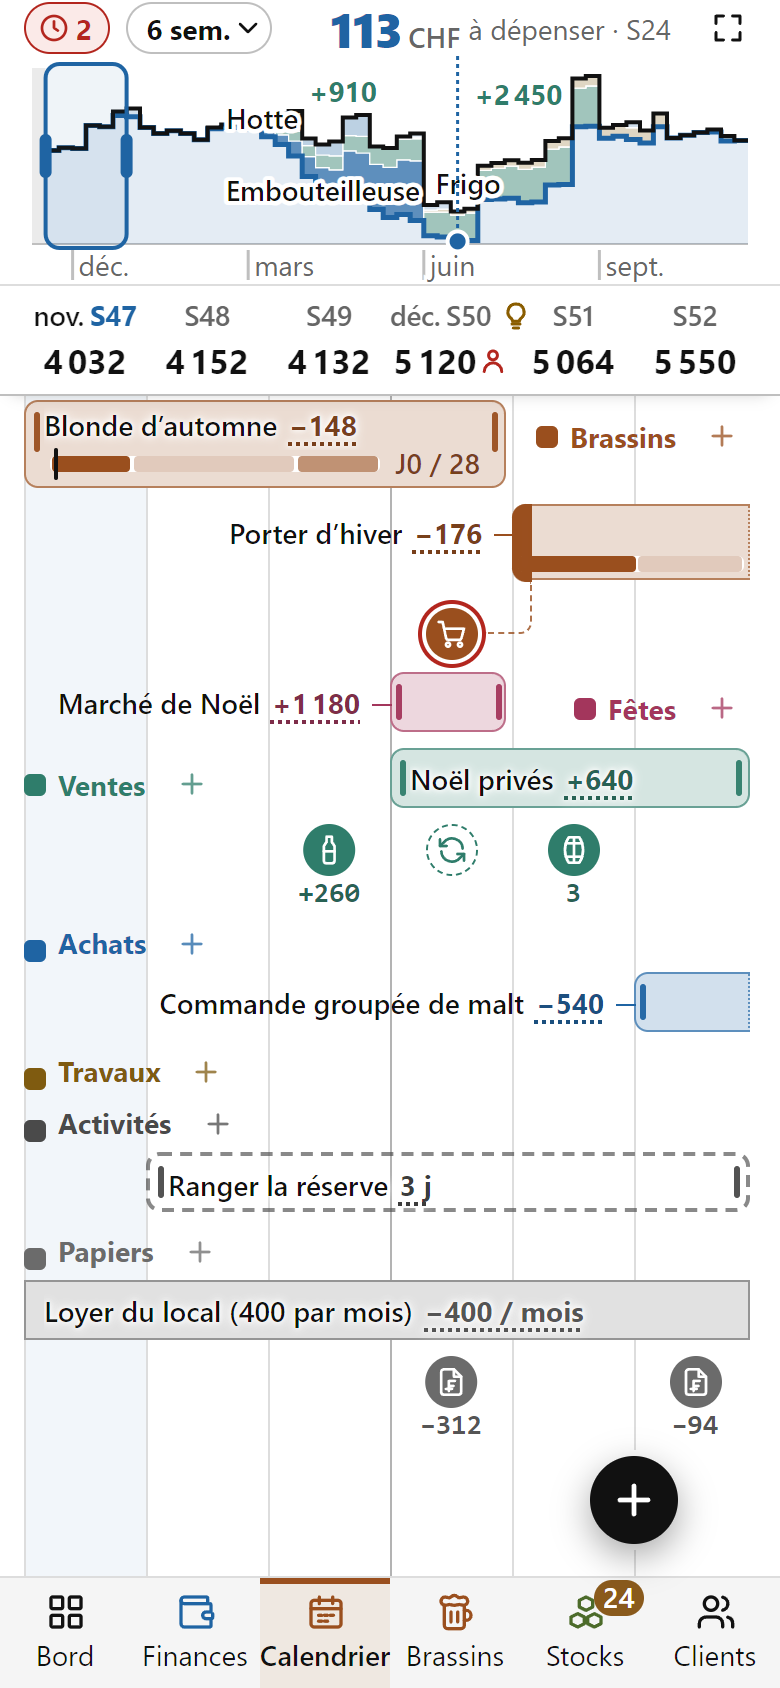 2
6 sem.
113 CHF à dépenser · S24
+910
+2 450
Hotte
Embouteilleuse
Frigo
déc.
mars
juin
sept.
nov. S47 S48 S49 déc. S50 S51 S52
4 032 4 152 4 132 5 120 5 064 5 550
Blonde d’automne −148
J0 / 28
Brassins +
Porter d’hiver −176
Marché de Noël +1 180
Fêtes +
Ventes +
Noël privés +640
+260
3
Achats +
Commande groupée de malt −540
Travaux +
Activités +
Ranger la réserve 3 j
Papiers +
Loyer du local (400 par mois) −400 / mois
−312
−94
+
24
Bord Finances Calendrier Brassins Stocks Clients